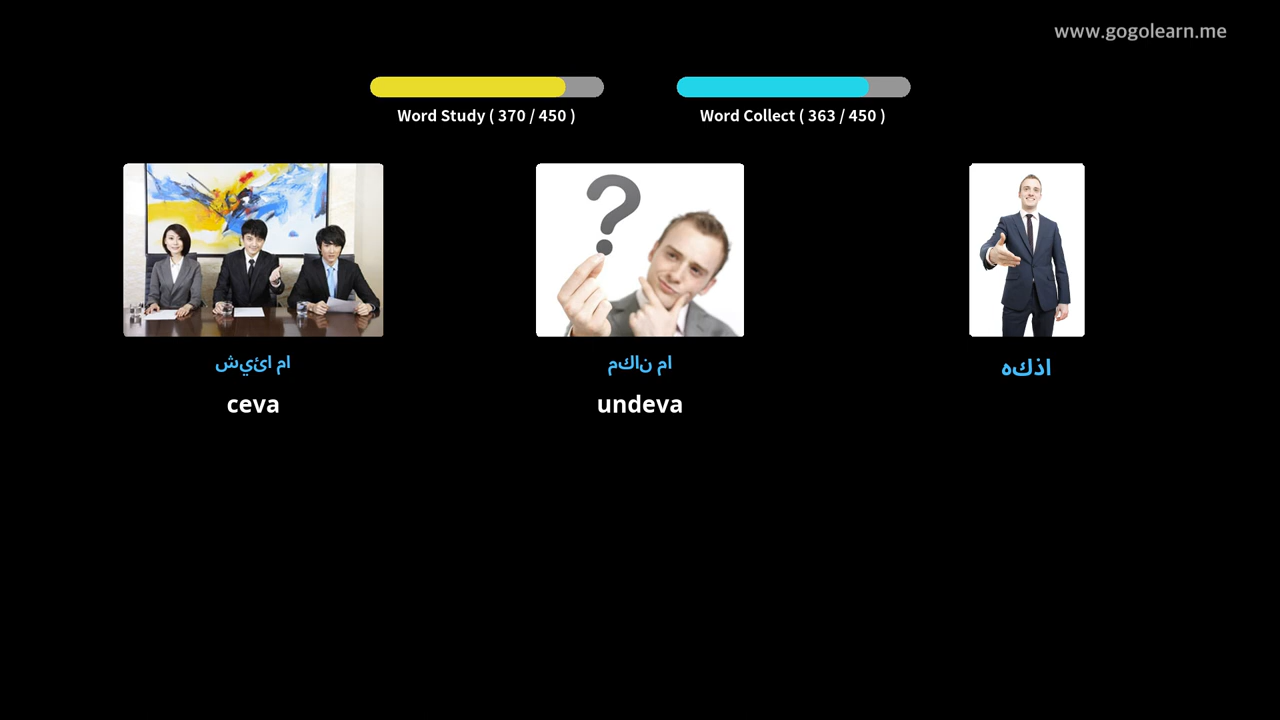 www.gogolearn.me
Word Study ( 370 / 450 )
Word Collect ( 363 / 450 )
ام ائيش
ceva
ام ناكم
undeva
اذكه